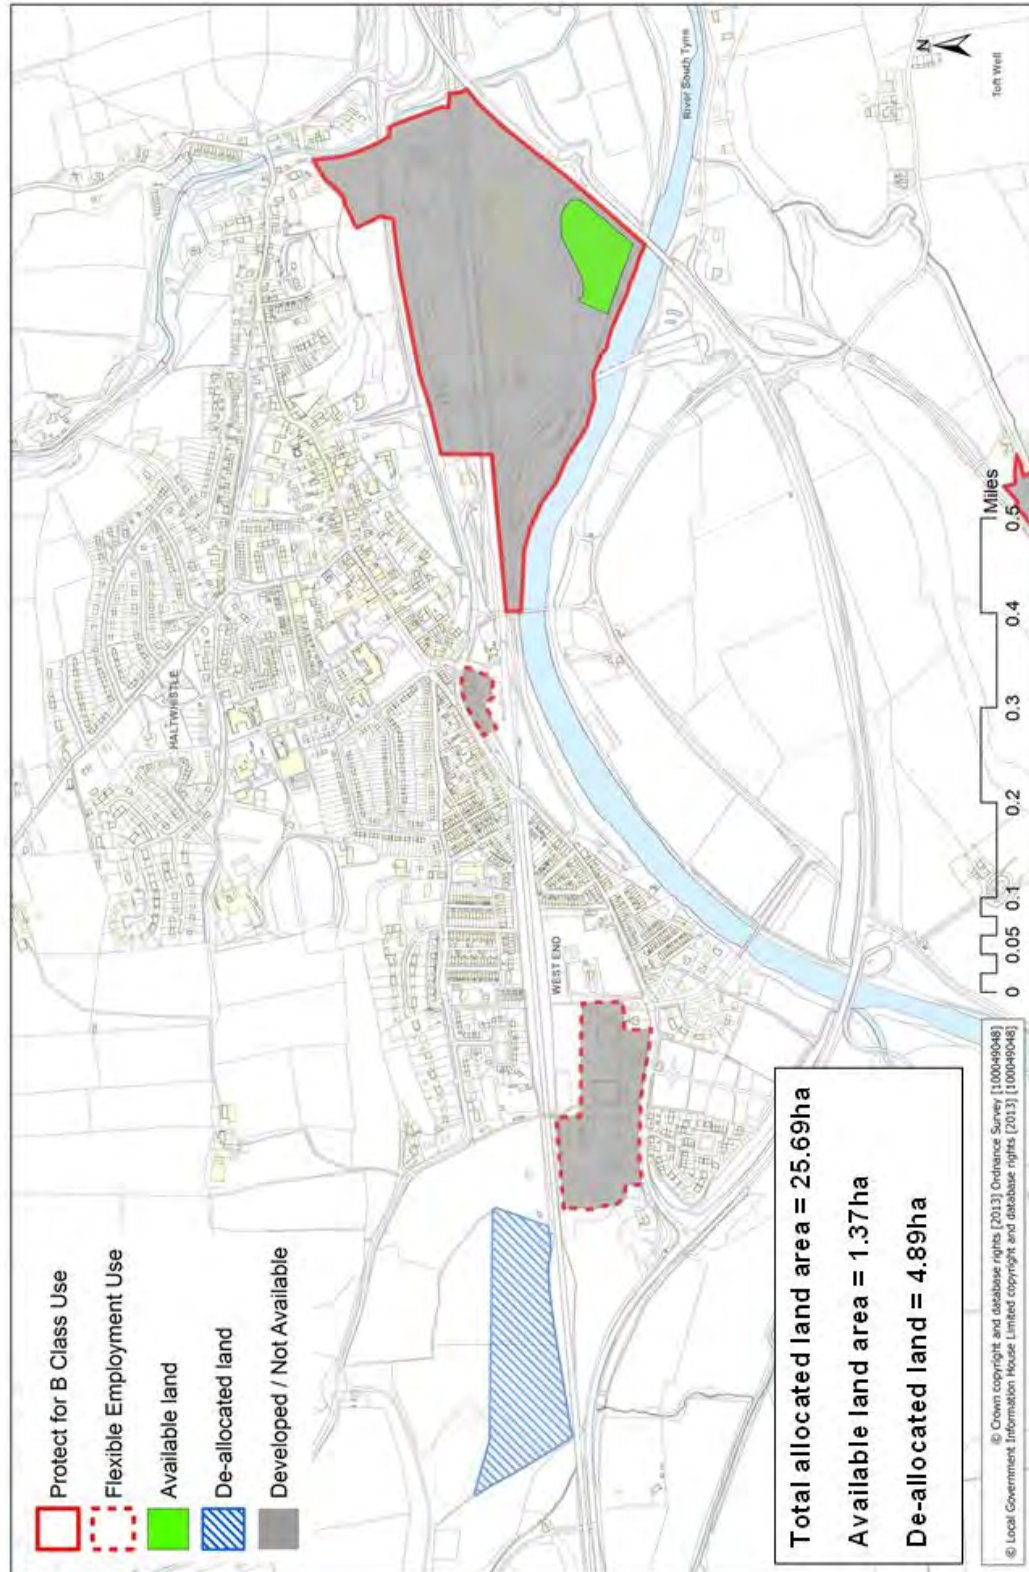 Protect for B Class Use
Flexible Employment Use
Available land
De-allocated land
Developed / Not Available
HALTWHISTLE
WEST END
River South Tyne
Toft Well
N
Total allocated land area = 25.69ha
Available land area = 1.37ha
De-allocated land = 4.89ha
0 0.05 0.1 0.2 0.3 0.4 0.5
Miles
© Crown copyright and database rights [2013] Ordnance Survey [100049048]
© Local Government Information House Limited copyright and database rights [2013] [100049048]